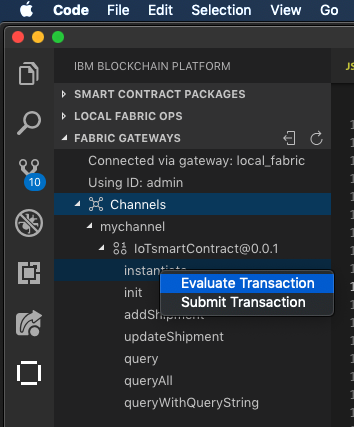 Code File Edit Selection View Go
IBM BLOCKCHAIN PLATFORM
JS
SMART CONTRACT PACKAGES
LOCAL FABRIC OPS
FABRIC GATEWAYS
Connected via gateway: local_fabric
Using ID: admin
10
Channels
mychannel
IoTsmartContract@0.0.1
instantiate
Evaluate Transaction
init
Submit Transaction
addShipment
updateShipment
query
queryAll
queryWithQueryString